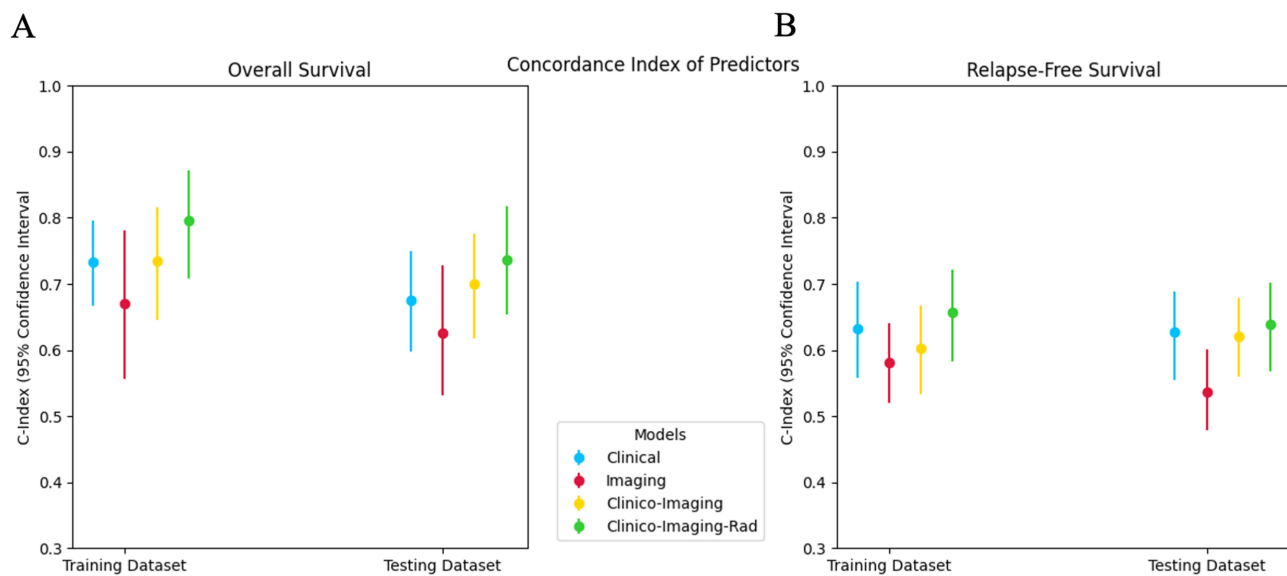 A
B
Concordance Index of Predictors
Overall Survival
Relapse-Free Survival
C-Index (95% Confidence Interval
1.0
0.9
0.8
0.7
0.6
0.5
0.4
0.3
Training Dataset
Testing Dataset
Models
Clinical
Imaging
Clinico-Imaging
Clinico-Imaging-Rad
C-Index (95% Confidence Interval
1.0
0.9
0.8
0.7
0.6
0.5
0.4
0.3
Training Dataset
Testing Dataset